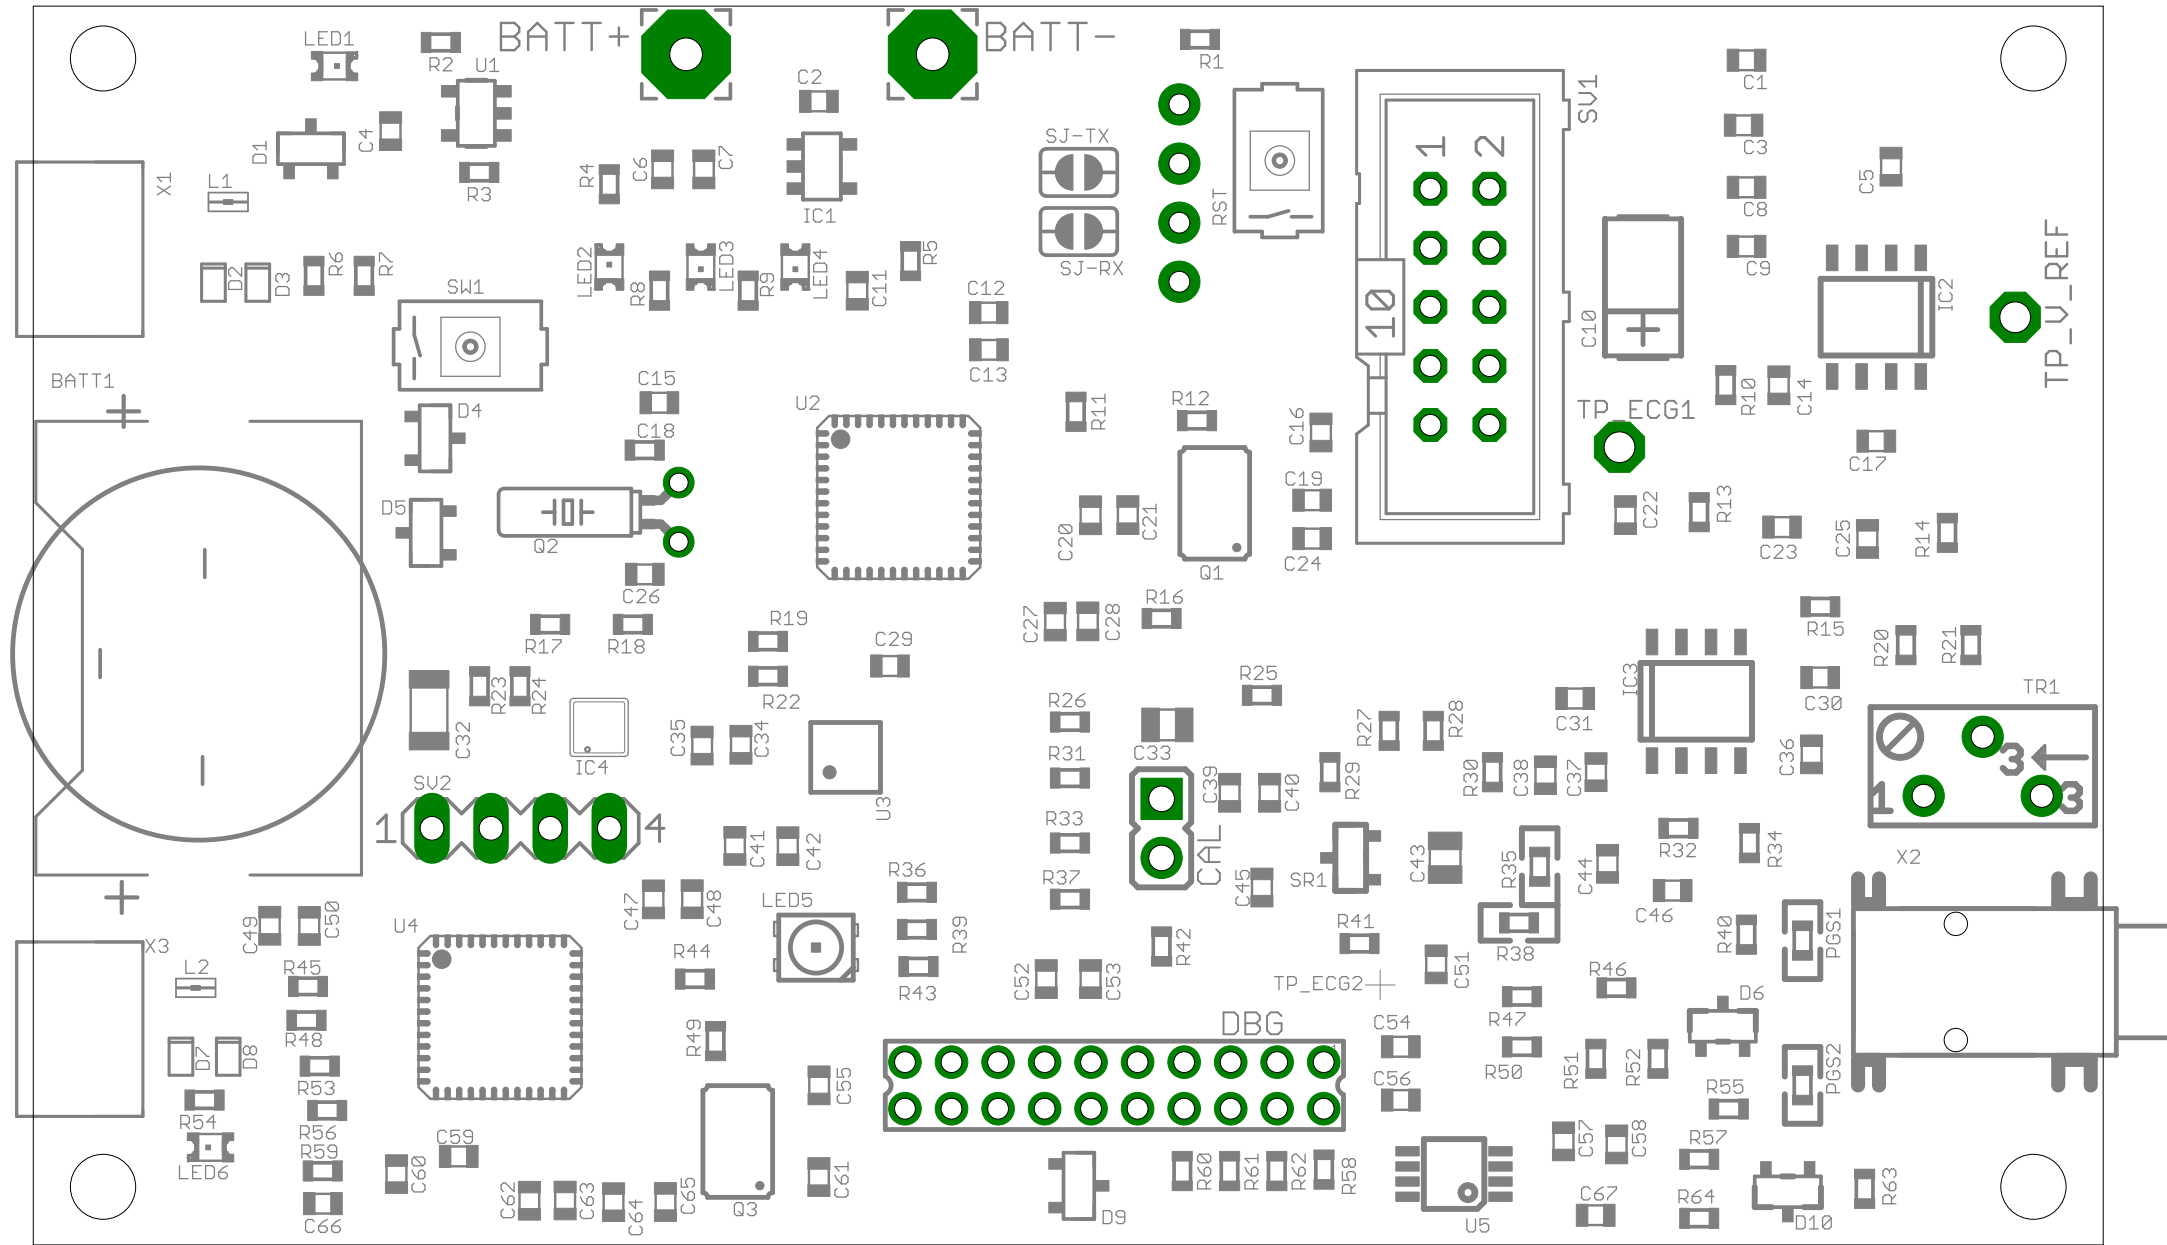 BATT+
BATT-
LED1
R2
U1
R1
C2
C1
SV1
D1
C4
SJ-TX
C3
1
2
X1
L1
R3
R4
C6
C7
IC1
RST
C5
C8
SJ-RX
C9
TP_V_REF
D2
D3
R6
R7
LED2
R8
LED3
R9
LED4
C11
R5
SW1
C12
10
C10
IC2
C13
BATT1
C15
U2
R11
R12
C16
TP_ECG1
R10
C14
D4
C18
C17
D5
Q2
C20
C21
C19
C22
R13
C23
C25
R14
C24
Q1
C26
R17
R18
R19
C29
C27
C28
R16
R15
R20
R21
R22
R23
R24
C32
IC4
C35
C34
R26
R25
C33
R27
R28
C31
IC3
C30
TR1
R31
C39
C40
R29
R30
C38
C37
C36
3
1
3
SV2
1
4
U3
C41
C42
R33
CAL
SR1
C43
R35
C44
R32
R34
X2
R36
R37
C45
C47
C48
LED5
R39
R41
R38
C46
R40
PGS1
C49
C50
U4
X3
L2
R45
R44
R43
C52
C53
R42
TP_ECG2
C51
R46
R47
D6
R48
DBG
C54
D7
D8
R53
R49
C55
C56
R50
R51
R52
PGS2
R55
R54
R56
LED6
R59
C66
C60
C59
C62
C63
C64
C65
Q3
C61
D9
R60
R61
R62
R58
U5
C57
C58
R57
C67
R64
D10
R63